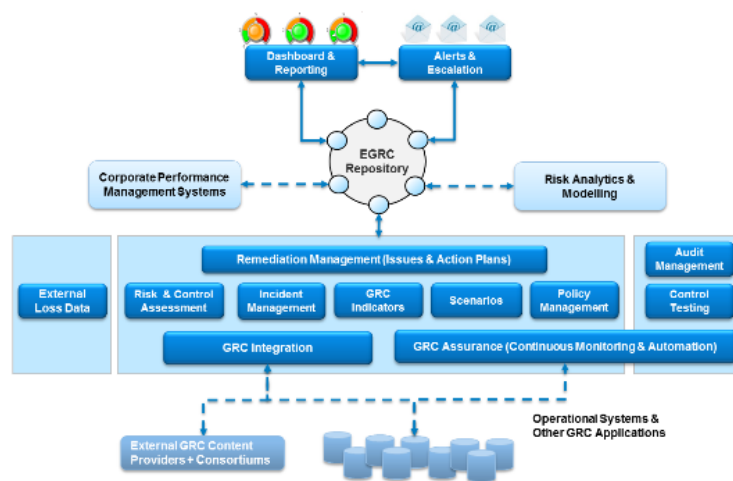 Dashboard &
Reporting
Alerts &
Escalation
@
@
@
EGRC
Repository
Corporate Performance
Management Systems
Risk Analytics &
Modelling
Remediation Management (Issues & Action Plans)
Audit
Management
External
Loss Data
Risk & Control
Assessment
Incident
Management
GRC
Indicators
Scenarios
Policy
Management
Control
Testing
GRC Integration
GRC Assurance (Continuous Monitoring & Automation)
Operational Systems &
Other GRC Applications
External GRC Content
Providers + Consortiums